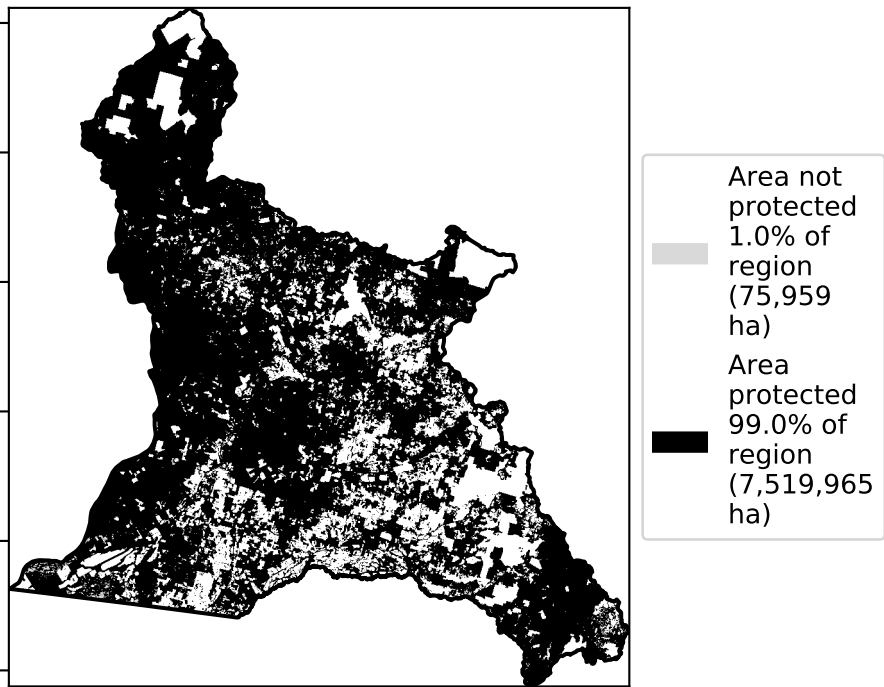 Area not
protected
1.0% of
region
(75,959
ha)
Area
protected
99.0% of
region
(7,519,965
ha)